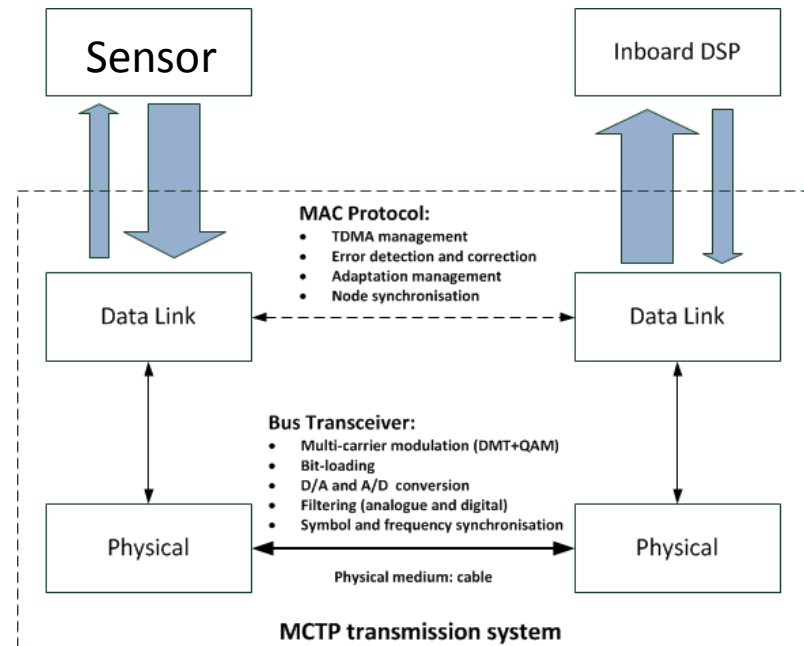 Sensor
Inboard DSP
MAC Protocol:
• TDMA management
• Error detection and correction
• Adaptation management
• Node synchronisation
Data Link
Data Link
Bus Transceiver:
• Multi-carrier modulation (DMT+QAM)
• Bit-loading
• D/A and A/D conversion
• Filtering (analogue and digital)
• Symbol and frequency synchronisation
Physical
Physical
Physical medium: cable
MCTP transmission system